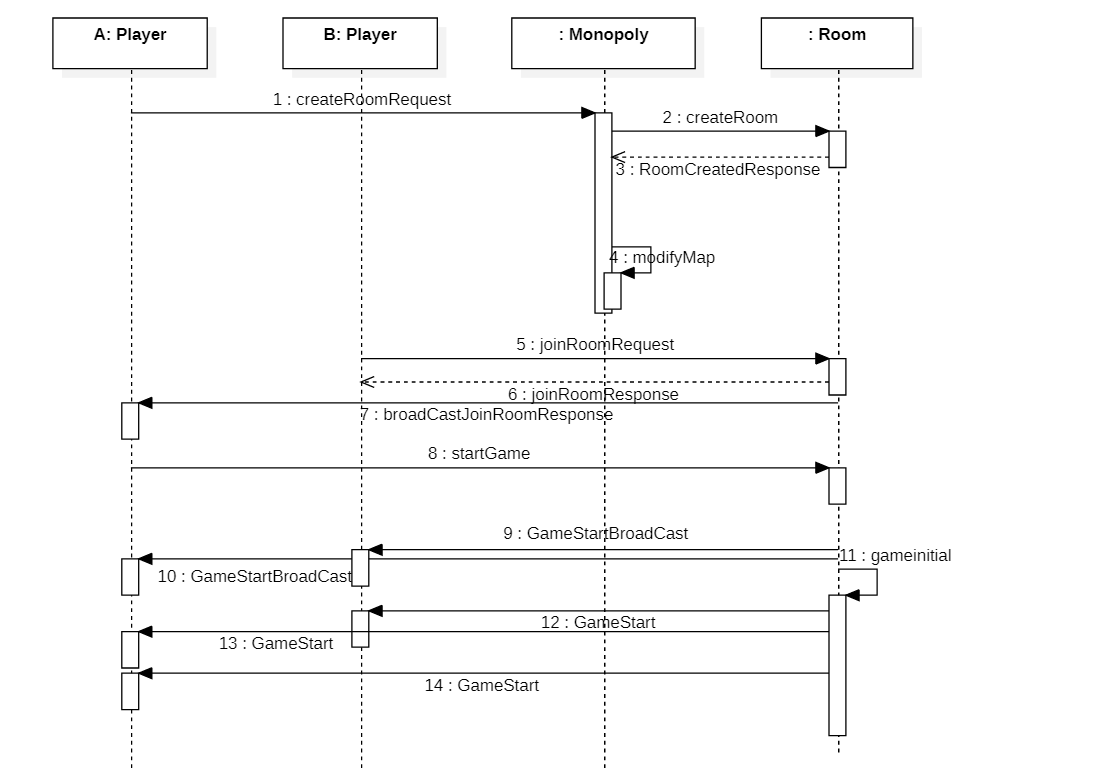 A: Player
B: Player
: Monopoly
: Room
1 : createRoomRequest
2 : createRoom
3 : RoomCreatedResponse
4 : modifyMap
5 : joinRoomRequest
6 : joinRoomResponse
7 : broadCastJoinRoomResponse
8 : startGame
9 : GameStartBroadCast
11 : gameinitial
10 : GameStartBroadCast
12 : GameStart
13 : GameStart
14 : GameStart